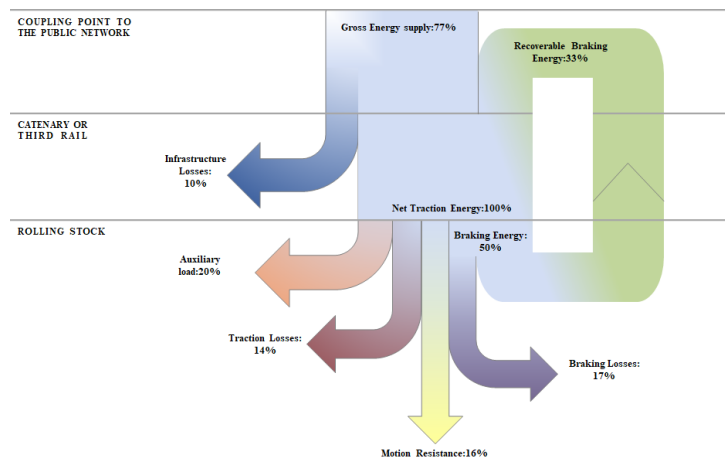 COUPLING POINT TO
THE PUBLIC NETWORK
Gross Energy supply:77%
Recoverable Braking
Energy:33%
CATENARY OR
THIRD RAIL
Infrastructure
Losses:
10%
Net Traction Energy:100%
ROLLING STOCK
Braking Energy:
50%
Auxiliary
load:20%
Traction Losses:
14%
Braking Losses:
17%
Motion Resistance:16%